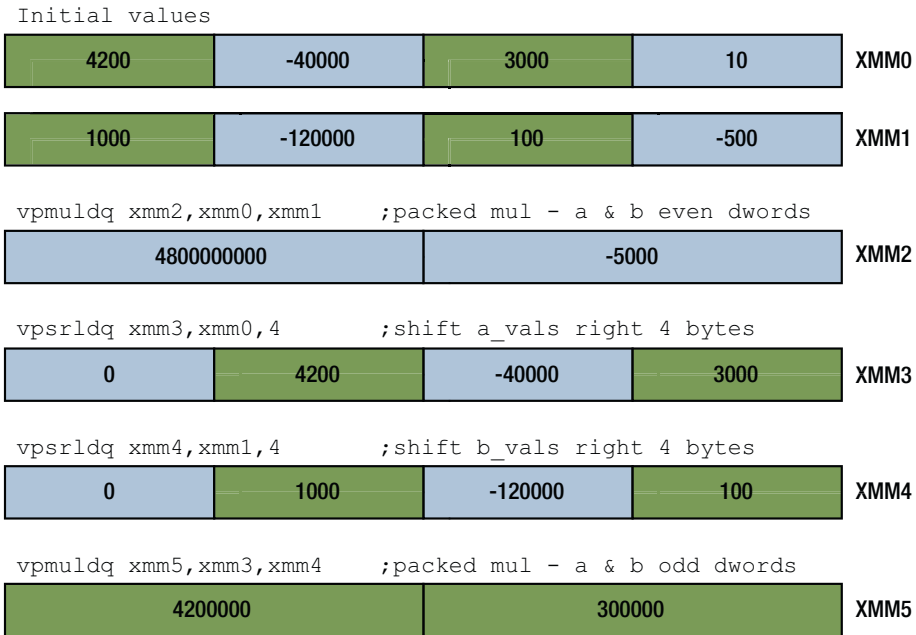 Initial values
4200 -40000 3000 10 XMM0
1000 -120000 100 -500 XMM1
vpmuldq xmm2,xmm0,xmm1 ;packed mul - a & b even dwords
4800000000 -5000 XMM2
vpsrldq xmm3,xmm0,4 ;shift a_vals right 4 bytes
0 4200 -40000 3000 XMM3
vpsrldq xmm4,xmm1,4 ;shift b_vals right 4 bytes
0 1000 -120000 100 XMM4
vpmuldq xmm5,xmm3,xmm4 ;packed mul - a & b odd dwords
4200000 300000 XMM5